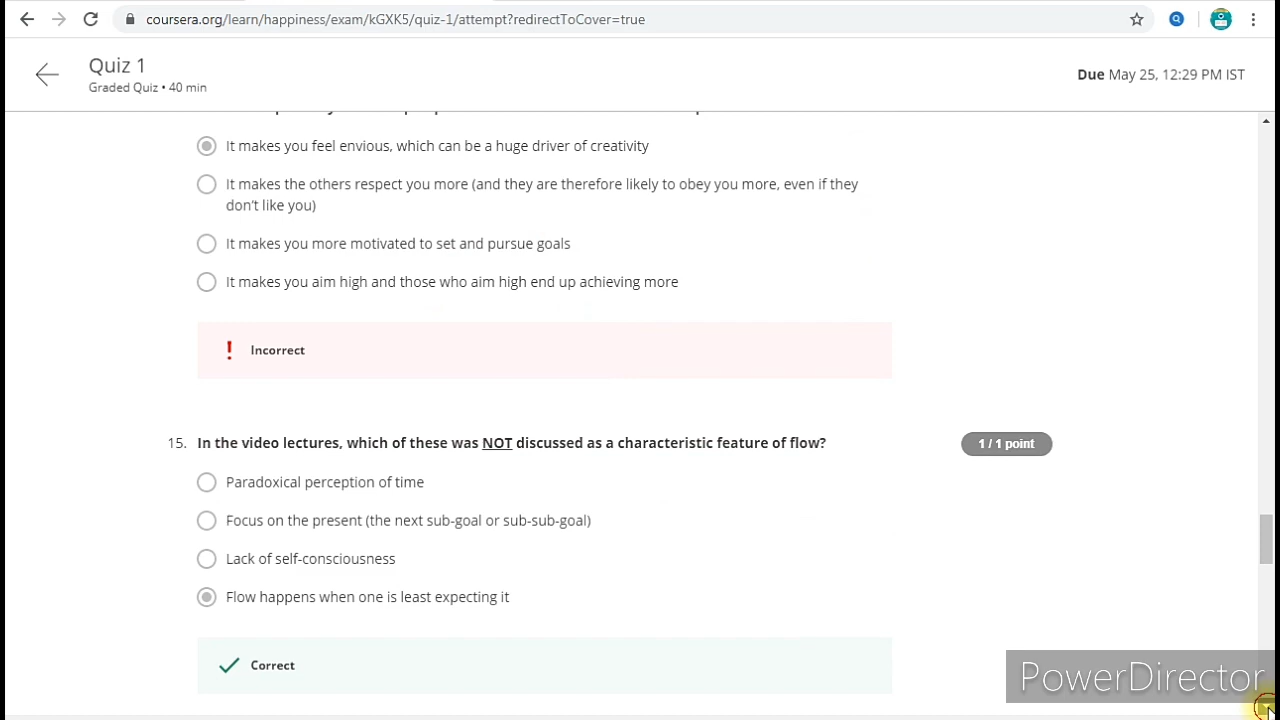 coursera.org/learn/happiness/exam/kGXK5/quiz-1/attempt?redirectToCover=true
Quiz 1
Graded Quiz • 40 min
Due May 25, 12:29 PM IST
It makes you feel envious, which can be a huge driver of creativity
It makes the others respect you more (and they are therefore likely to obey you more, even if they
don't like you)
It makes you more motivated to set and pursue goals
It makes you aim high and those who aim high end up achieving more
! Incorrect
15. In the video lectures, which of these was NOT discussed as a characteristic feature of flow?
1 / 1 point
Paradoxical perception of time
Focus on the present (the next sub-goal or sub-sub-goal)
Lack of self-consciousness
Flow happens when one is least expecting it
Correct
PowerDirector